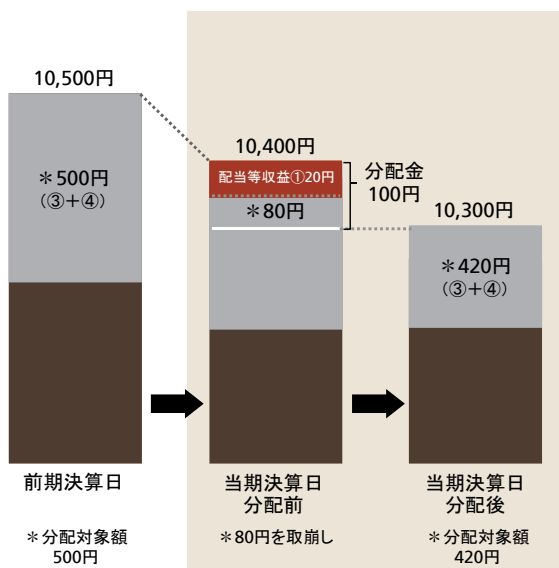 10,500円
＊500円
（③＋④）
前期決算日
＊分配対象額
500円
10,400円
配当等収益①20円
＊80円
分配金
100円
当期決算日
分配前
＊80円を取崩し
10,300円
＊420円
（③＋④）
当期決算日
分配後
＊分配対象額
420円